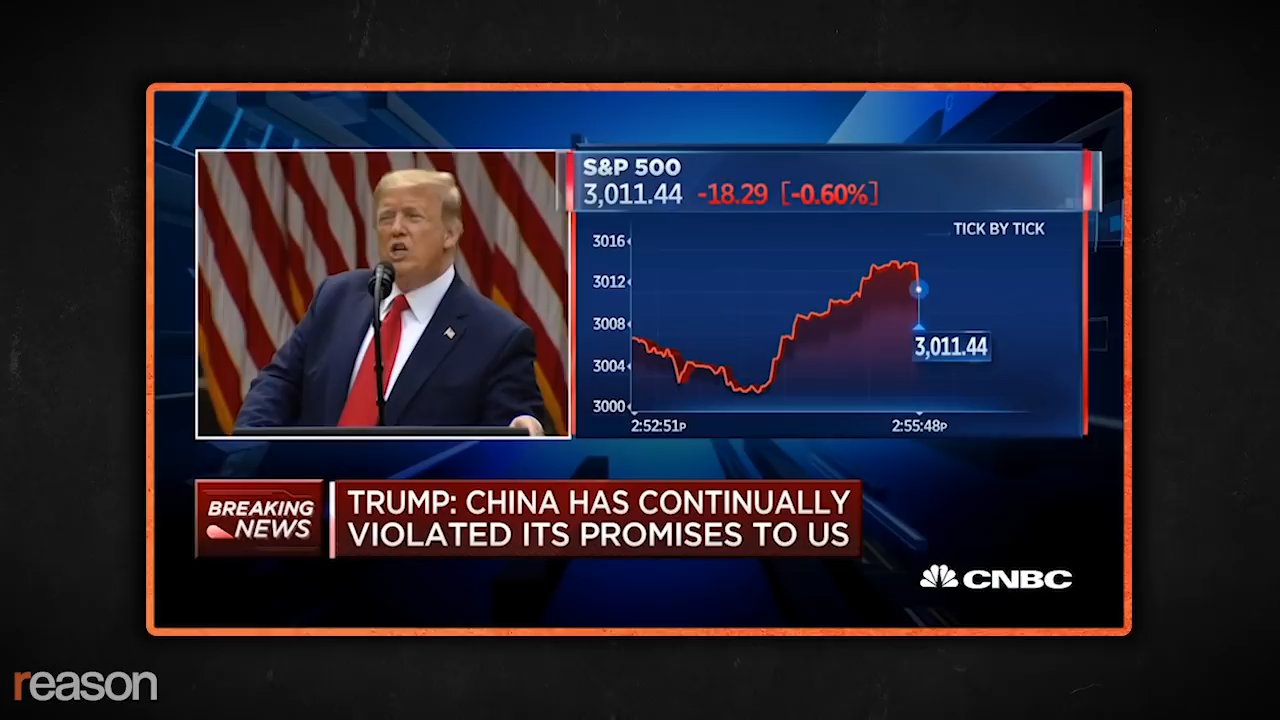 S&P 500
3,011.44 -18.29 [-0.60%]
TICK BY TICK
3016
3012
3008
3004
3000
3,011.44
2:52:51P
2:55:48P
BREAKING
NEWS
TRUMP: CHINA HAS CONTINUALLY
VIOLATED ITS PROMISES TO US
CNBC
reason